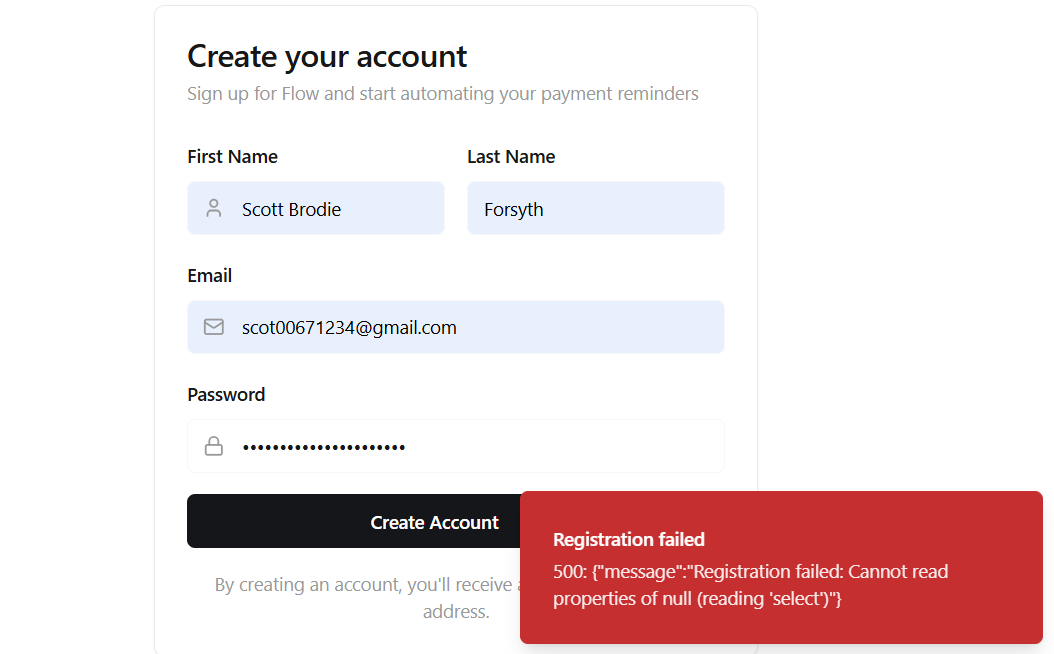 Create your account
Sign up for Flow and start automating your payment reminders
First Name
Last Name
Scott Brodie
Forsyth
Email
scot00671234@gmail.com
Password
••••••••••••••••••••••
Create Account
By creating an account, you'll receive
address.
Registration failed
500: {"message":"Registration failed: Cannot read
properties of null (reading 'select')"}